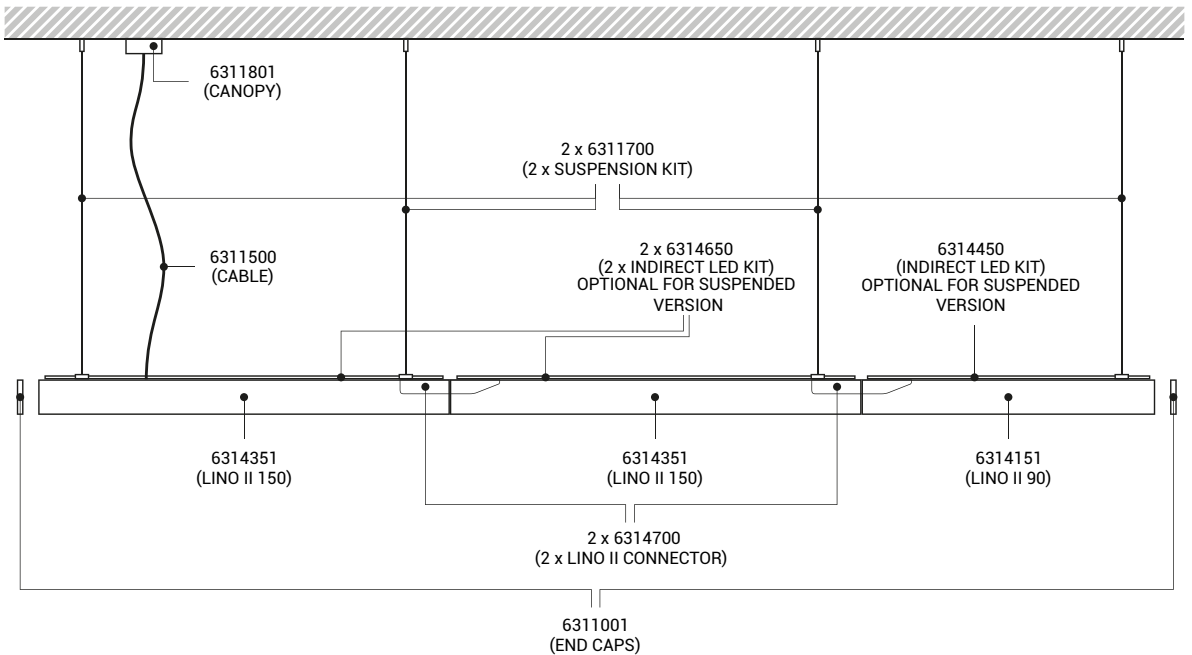 6311801
(CANOPY)
2 x 6311700
(2 x SUSPENSION KIT)
6311500
(CABLE)
2 x 6314650
(2 x INDIRECT LED KIT)
OPTIONAL FOR SUSPENDED
VERSION
6314450
(INDIRECT LED KIT)
OPTIONAL FOR SUSPENDED
VERSION
6314351
(LINO II 150)
6314351
(LINO II 150)
6314151
(LINO II 90)
2 x 6314700
(2 x LINO II CONNECTOR)
6311001
(END CAPS)